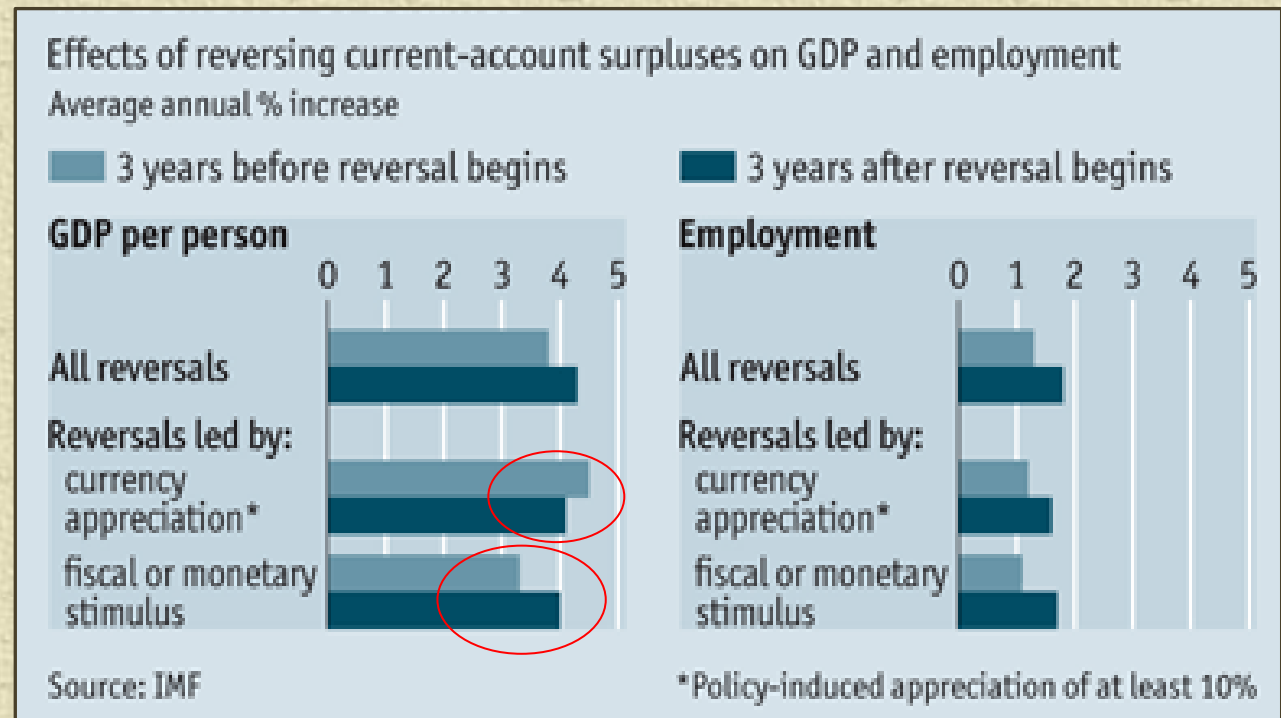 Effects of reversing current-account surpluses on GDP and employment
Average annual % increase
3 years before reversal begins
3 years after reversal begins
GDP per person
0 1 2 3 4 5
All reversals
Reversals led by:
currency
appreciation*
fiscal or monetary
stimulus
Employment
0 1 2 3 4 5
All reversals
Reversals led by:
currency
appreciation*
fiscal or monetary
stimulus
Source: IMF
*Policy-induced appreciation of at least 10%